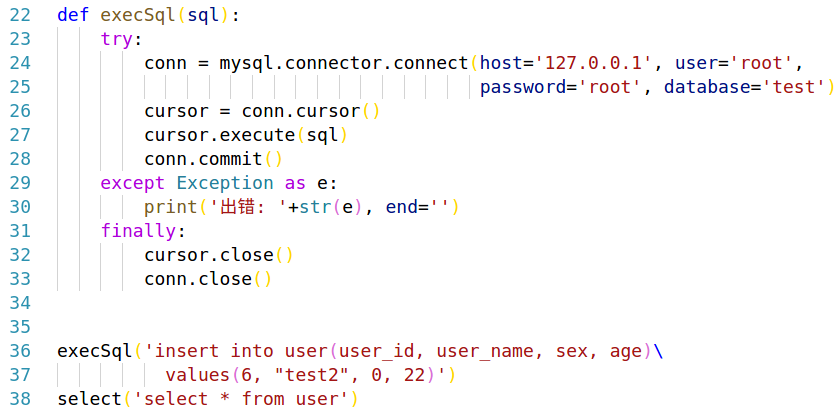 22 def execSql(sql):
23     try:
24         conn = mysql.connector.connect(host='127.0.0.1', user='root',
25                                        password='root', database='test')
26         cursor = conn.cursor()
27         cursor.execute(sql)
28         conn.commit()
29     except Exception as e:
30         print('出错: '+str(e), end='')
31     finally:
32         cursor.close()
33         conn.close()
34
35
36 execSql('insert into user(user_id, user_name, sex, age)\
37           values(6, "test2", 0, 22)')
38 select('select * from user')